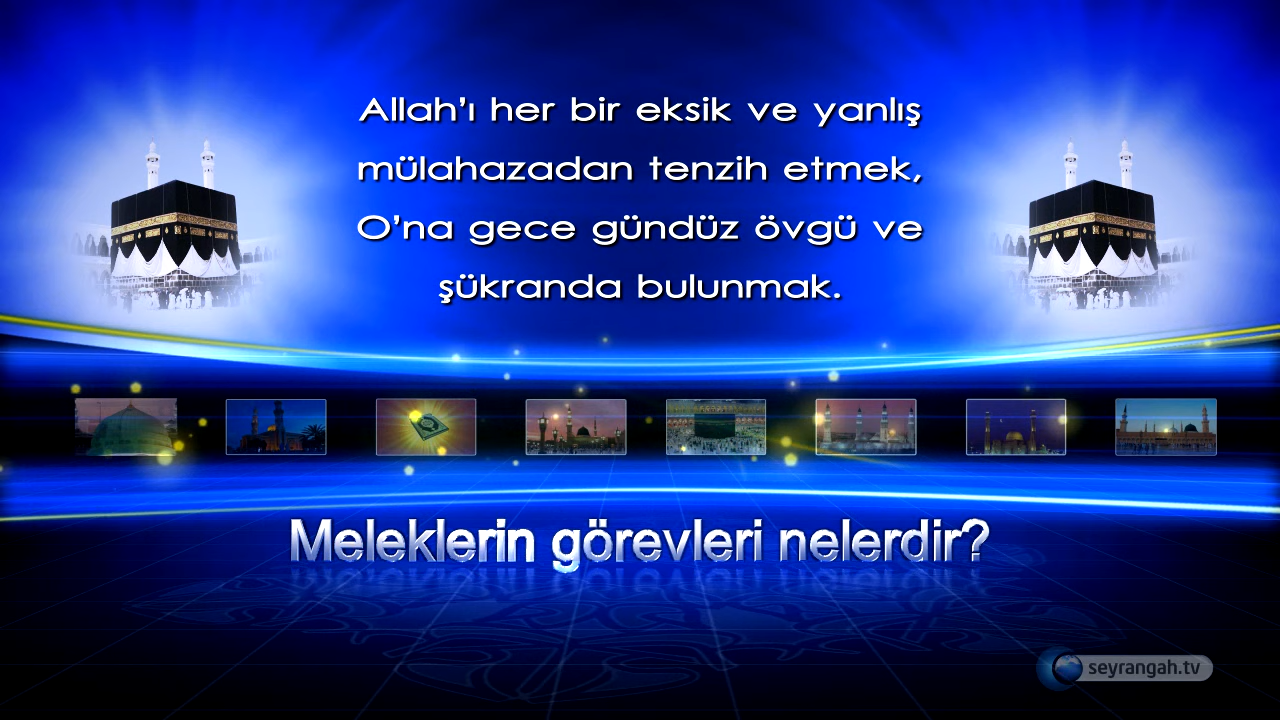 Allah'ı her bir eksik ve yanlış
mülahazadan tenzih etmek,
O'na gece gündüz övgü ve
şükranda bulunmak.
Meleklerin görevleri nelerdir?
seyrangah.tv